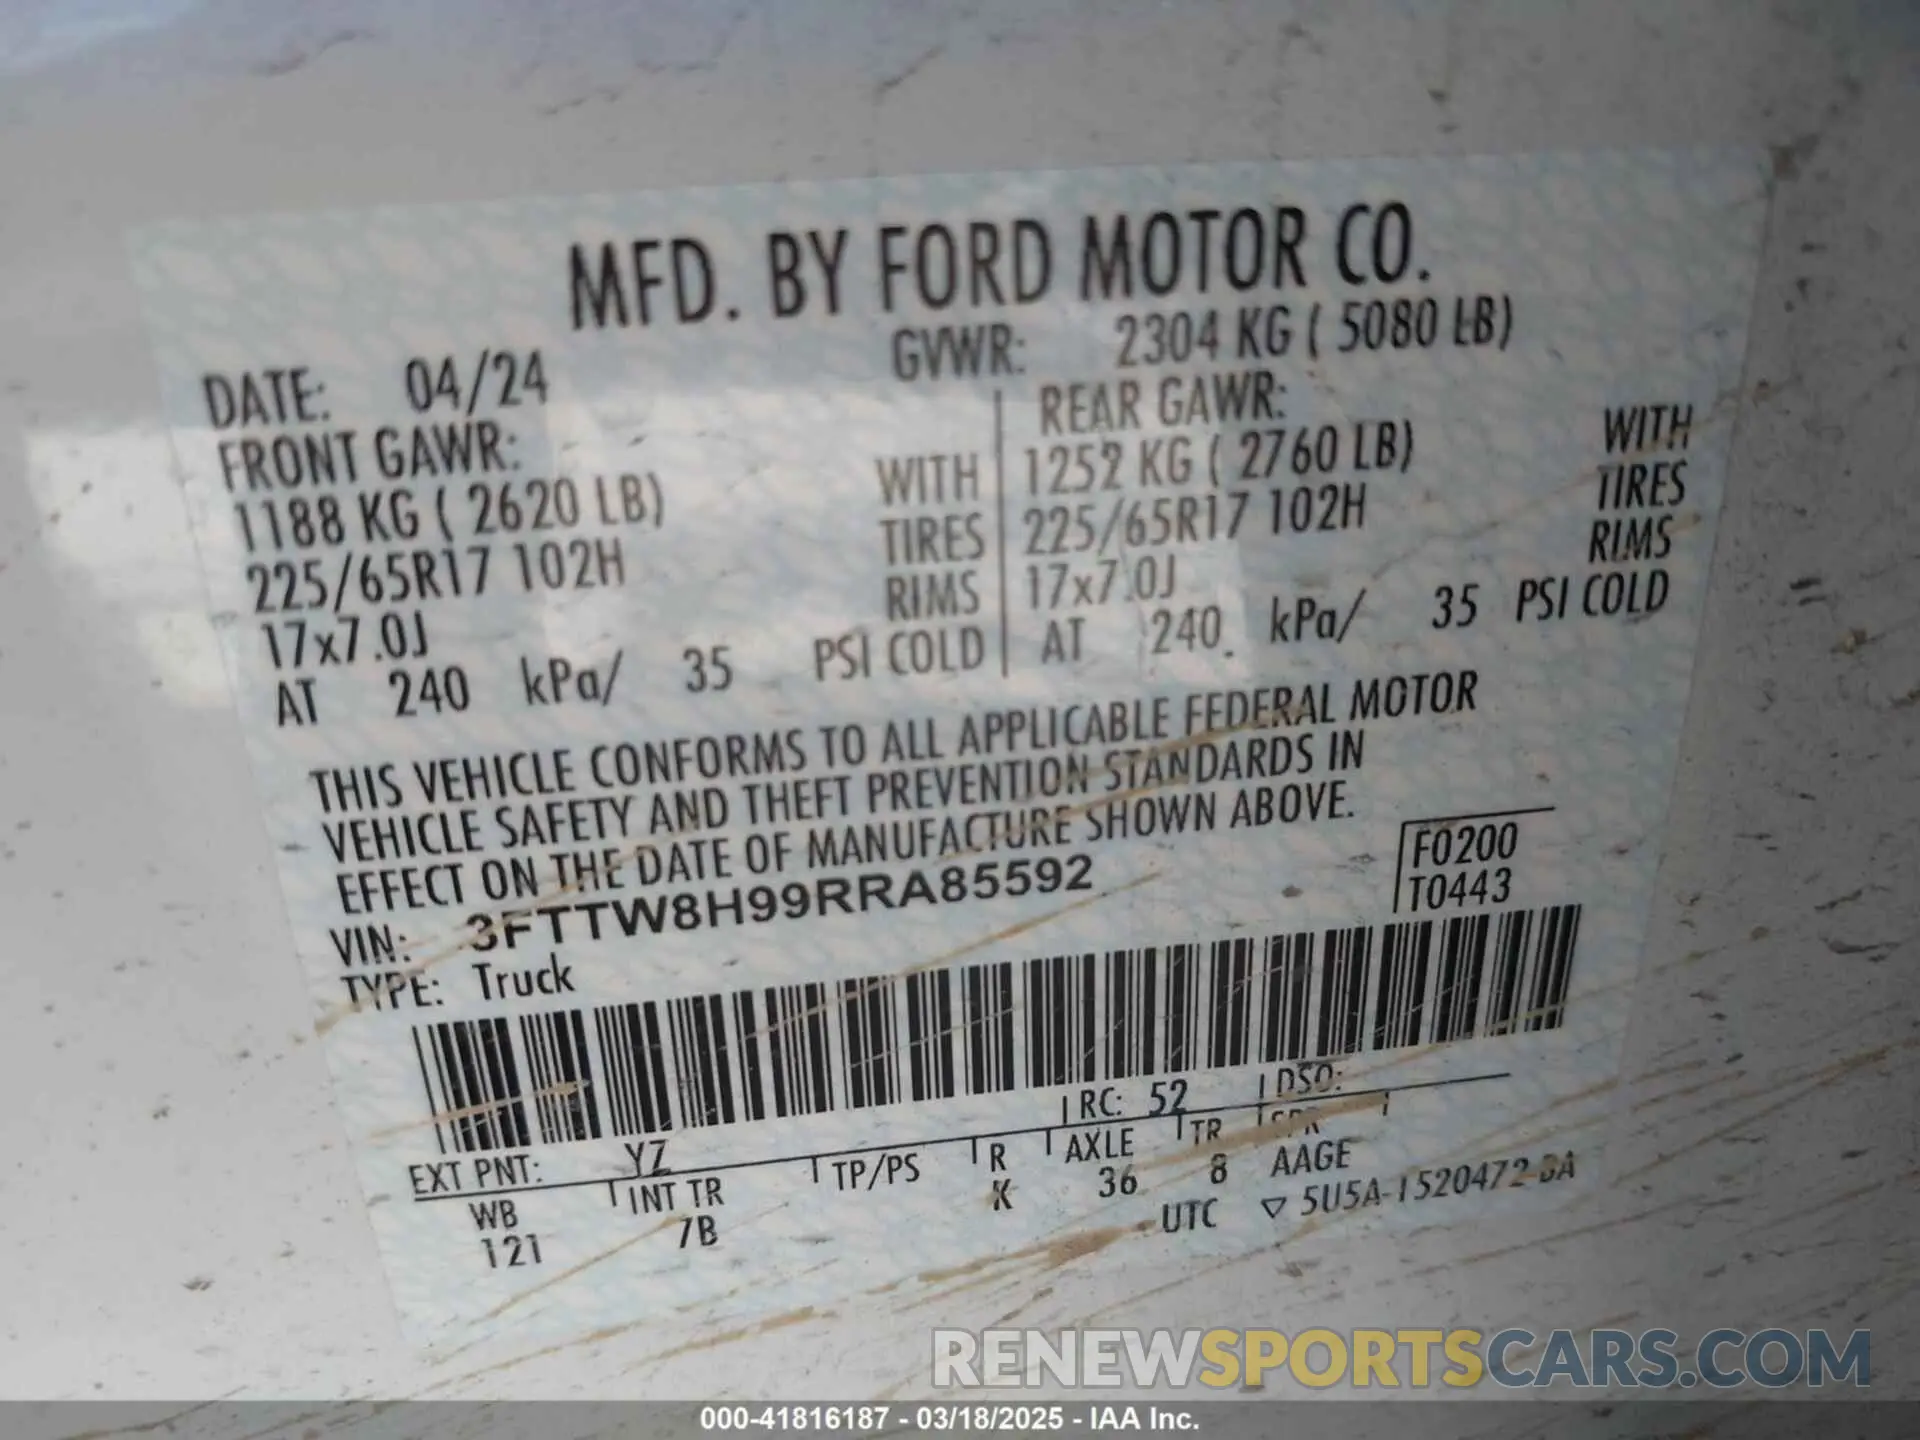 MFD. BY FORD MOTOR CO.
DATE: 04/24 GVWR: 2304 KG ( 5080 LB)
FRONT GAWR: REAR GAWR:
1188 KG ( 2620 LB) WITH 1252 KG ( 2760 LB) WITH
225/65R17 102H TIRES 225/65R17 102H TIRES
17x7.0J RIMS 17x7.0J RIMS
AT 240 kPa/ 35 PSI COLD AT 240 kPa/ 35 PSI COLD
THIS VEHICLE CONFORMS TO ALL APPLICABLE FEDERAL MOTOR
VEHICLE SAFETY AND THEFT PREVENTION STANDARDS IN
EFFECT ON THE DATE OF MANUFACTURE SHOWN ABOVE.
VIN: 3FTTW8H99RRA85592 F0200
TYPE: Truck T0443
EXT PNT: YZ RC: 52 DSO:
WB INT TR TP/PS R AXLE TR SPR
121 7B K 36 8 AAGE
UTC ▽ 5U5A-1520472-
RENEWSPORTSCARS.COM
000-41816187 - 03/18/2025 - IAA Inc.